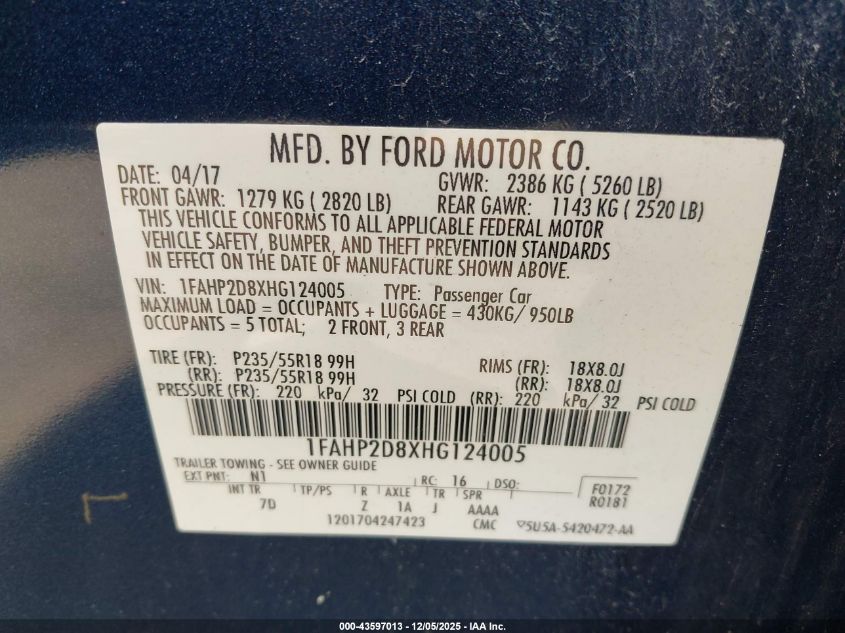 MFD. BY FORD MOTOR CO.
DATE: 04/17 GVWR: 2386 KG ( 5260 LB)
FRONT GAWR: 1279 KG ( 2820 LB) REAR GAWR: 1143 KG ( 2520 LB)
THIS VEHICLE CONFORMS TO ALL APPLICABLE FEDERAL MOTOR
VEHICLE SAFETY, BUMPER, AND THEFT PREVENTION STANDARDS
IN EFFECT ON THE DATE OF MANUFACTURE SHOWN ABOVE.
VIN: 1FAHP2D8XHG124005 TYPE: Passenger Car
MAXIMUM LOAD = OCCUPANTS + LUGGAGE = 430KG/ 950LB
OCCUPANTS = 5 TOTAL; 2 FRONT, 3 REAR
TIRE (FR): P235/55R18 99H RIMS (FR): 18X8.0J
(RR): P235/55R18 99H (RR): 18X8.0J
PRESSURE (FR): 220 kPa/ 32 PSI COLD (RR): 220 kPa/ 32 PSI COLD
1FAHP2D8XHG124005
TRAILER TOWING - SEE OWNER GUIDE
EXT PNT: N1 RC: 16 DSO: F0172
R0181
INT TR TP/PS R AXLE TR SPR
7D Z 1A J AAAA
1201704247423 CMC 5U5A-5420472-AA
000-43597013 - 12/05/2025 - IAA Inc.